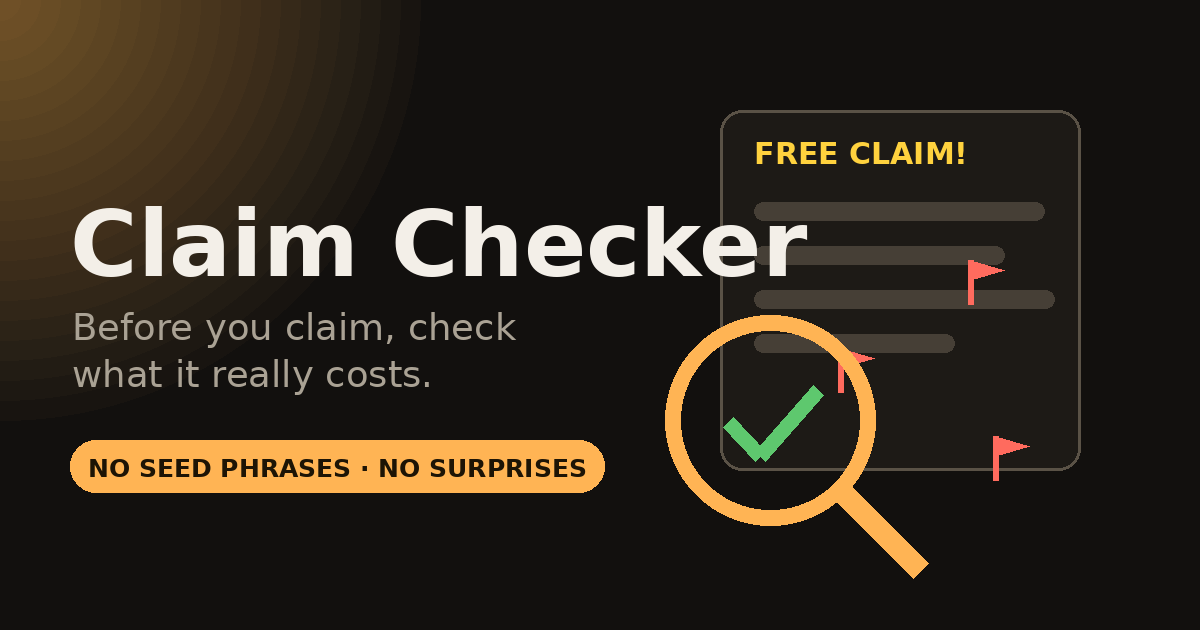 Claim Checker
Before you claim, check
what it really costs.
NO SEED PHRASES · NO SURPRISES
FREE CLAIM!